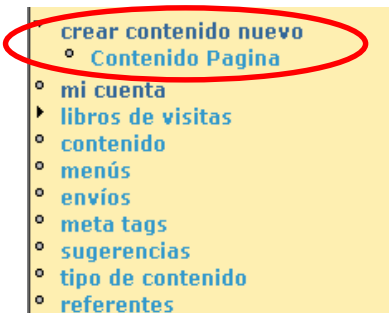 crear contenido nuevo
Contenido Pagina
mi cuenta
libros de visitas
contenido
menús
envíos
meta tags
sugerencias
tipo de contenido
referentes